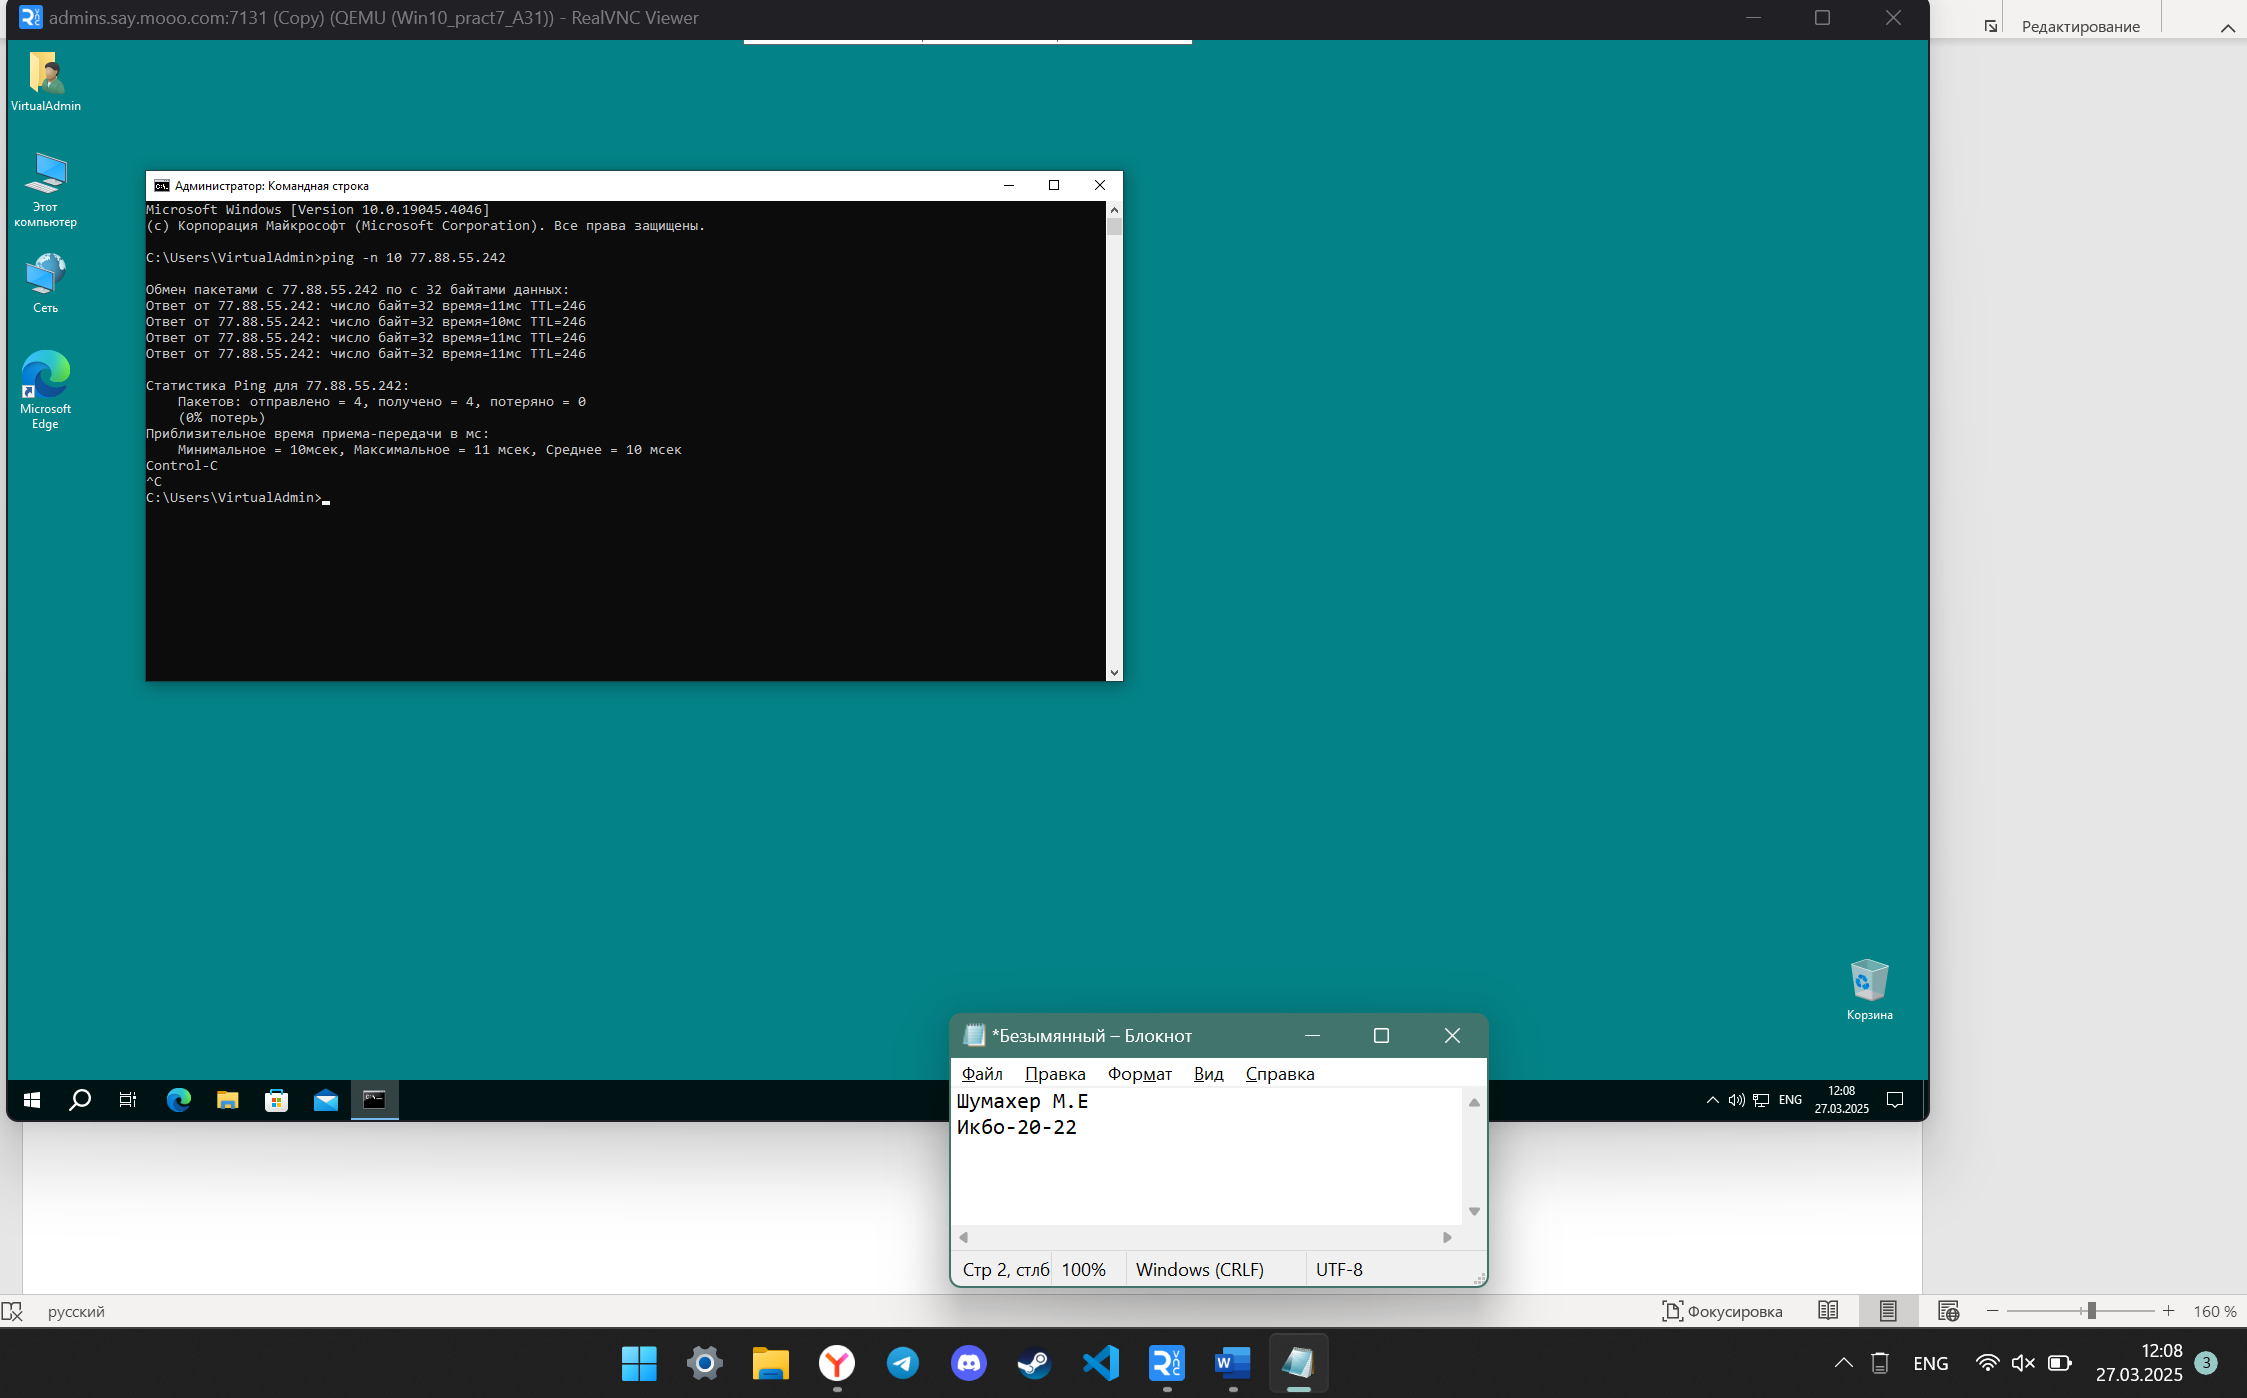 admins.say.mooo.com:7131 (Copy) (QEMU (Win10_pract7_A31)) - RealVNC Viewer
Редактирование
VirtualAdmin
Этот
компьютер
Сеть
Microsoft
Edge
Администратор: Командная строка
Microsoft Windows [Version 10.0.19045.4046]
(c) Корпорация Майкрософт (Microsoft Corporation). Все права защищены.
C:\Users\VirtualAdmin>ping -n 10 77.88.55.242
Обмен пакетами с 77.88.55.242 по с 32 байтами данных:
Ответ от 77.88.55.242: число байт=32 время=11мс TTL=246
Ответ от 77.88.55.242: число байт=32 время=10мс TTL=246
Ответ от 77.88.55.242: число байт=32 время=11мс TTL=246
Ответ от 77.88.55.242: число байт=32 время=11мс TTL=246
Статистика Ping для 77.88.55.242:
Пакетов: отправлено = 4, получено = 4, потеряно = 0
(0% потерь)
Приблизительное время приема-передачи в мс:
Минимальное = 10мсек, Максимальное = 11 мсек, Среднее = 10 мсек
Control-C
^C
C:\Users\VirtualAdmin>
Корзина
ENG
12:08
27.03.2025
*Безымянный – Блокнот
Файл Правка Формат Вид Справка
Шумахер М.Е
Икбо-20-22
Стр 2, стлб 100% Windows (CRLF) UTF-8
русский
Фокусировка
160 %
ENG
12:08
27.03.2025
3